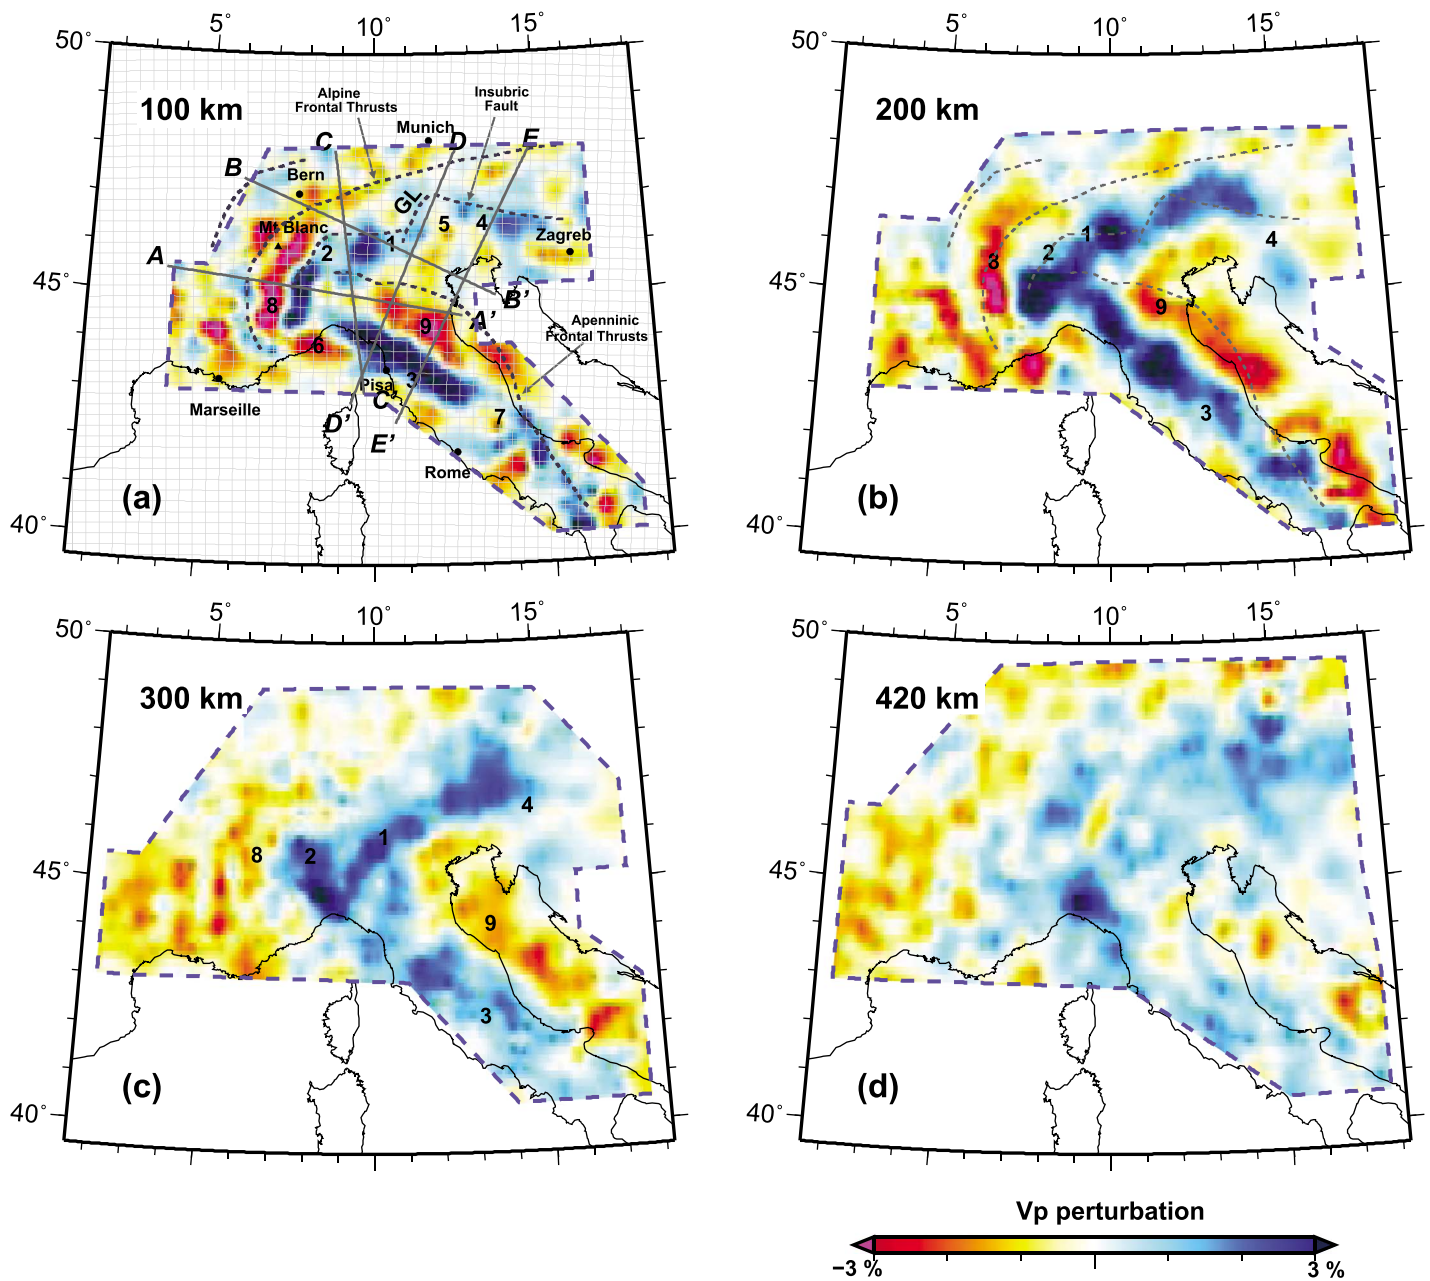 5° 10° 15°
50°
100 km
Alpine
Frontal Thrusts
Insubric
Fault
Munich
C D E
B
Bern
GL
Mt Blanc
5 4
1
2
Zagreb
A
45°
8
B'
A'
9
6
Apenninic
Frontal Thrusts
3
Pisa
C
Marseille
7
D'
E'
Rome
(a)
40°
5° 10° 15°
50°
200 km
1
4
2
8
45°
9
3
(b)
40°
5° 10° 15°
50°
300 km
4
1
8 2
45°
9
3
(c)
40°
5° 10° 15°
50°
420 km
45°
(d)
40°
Vp perturbation
−3 % 3 %